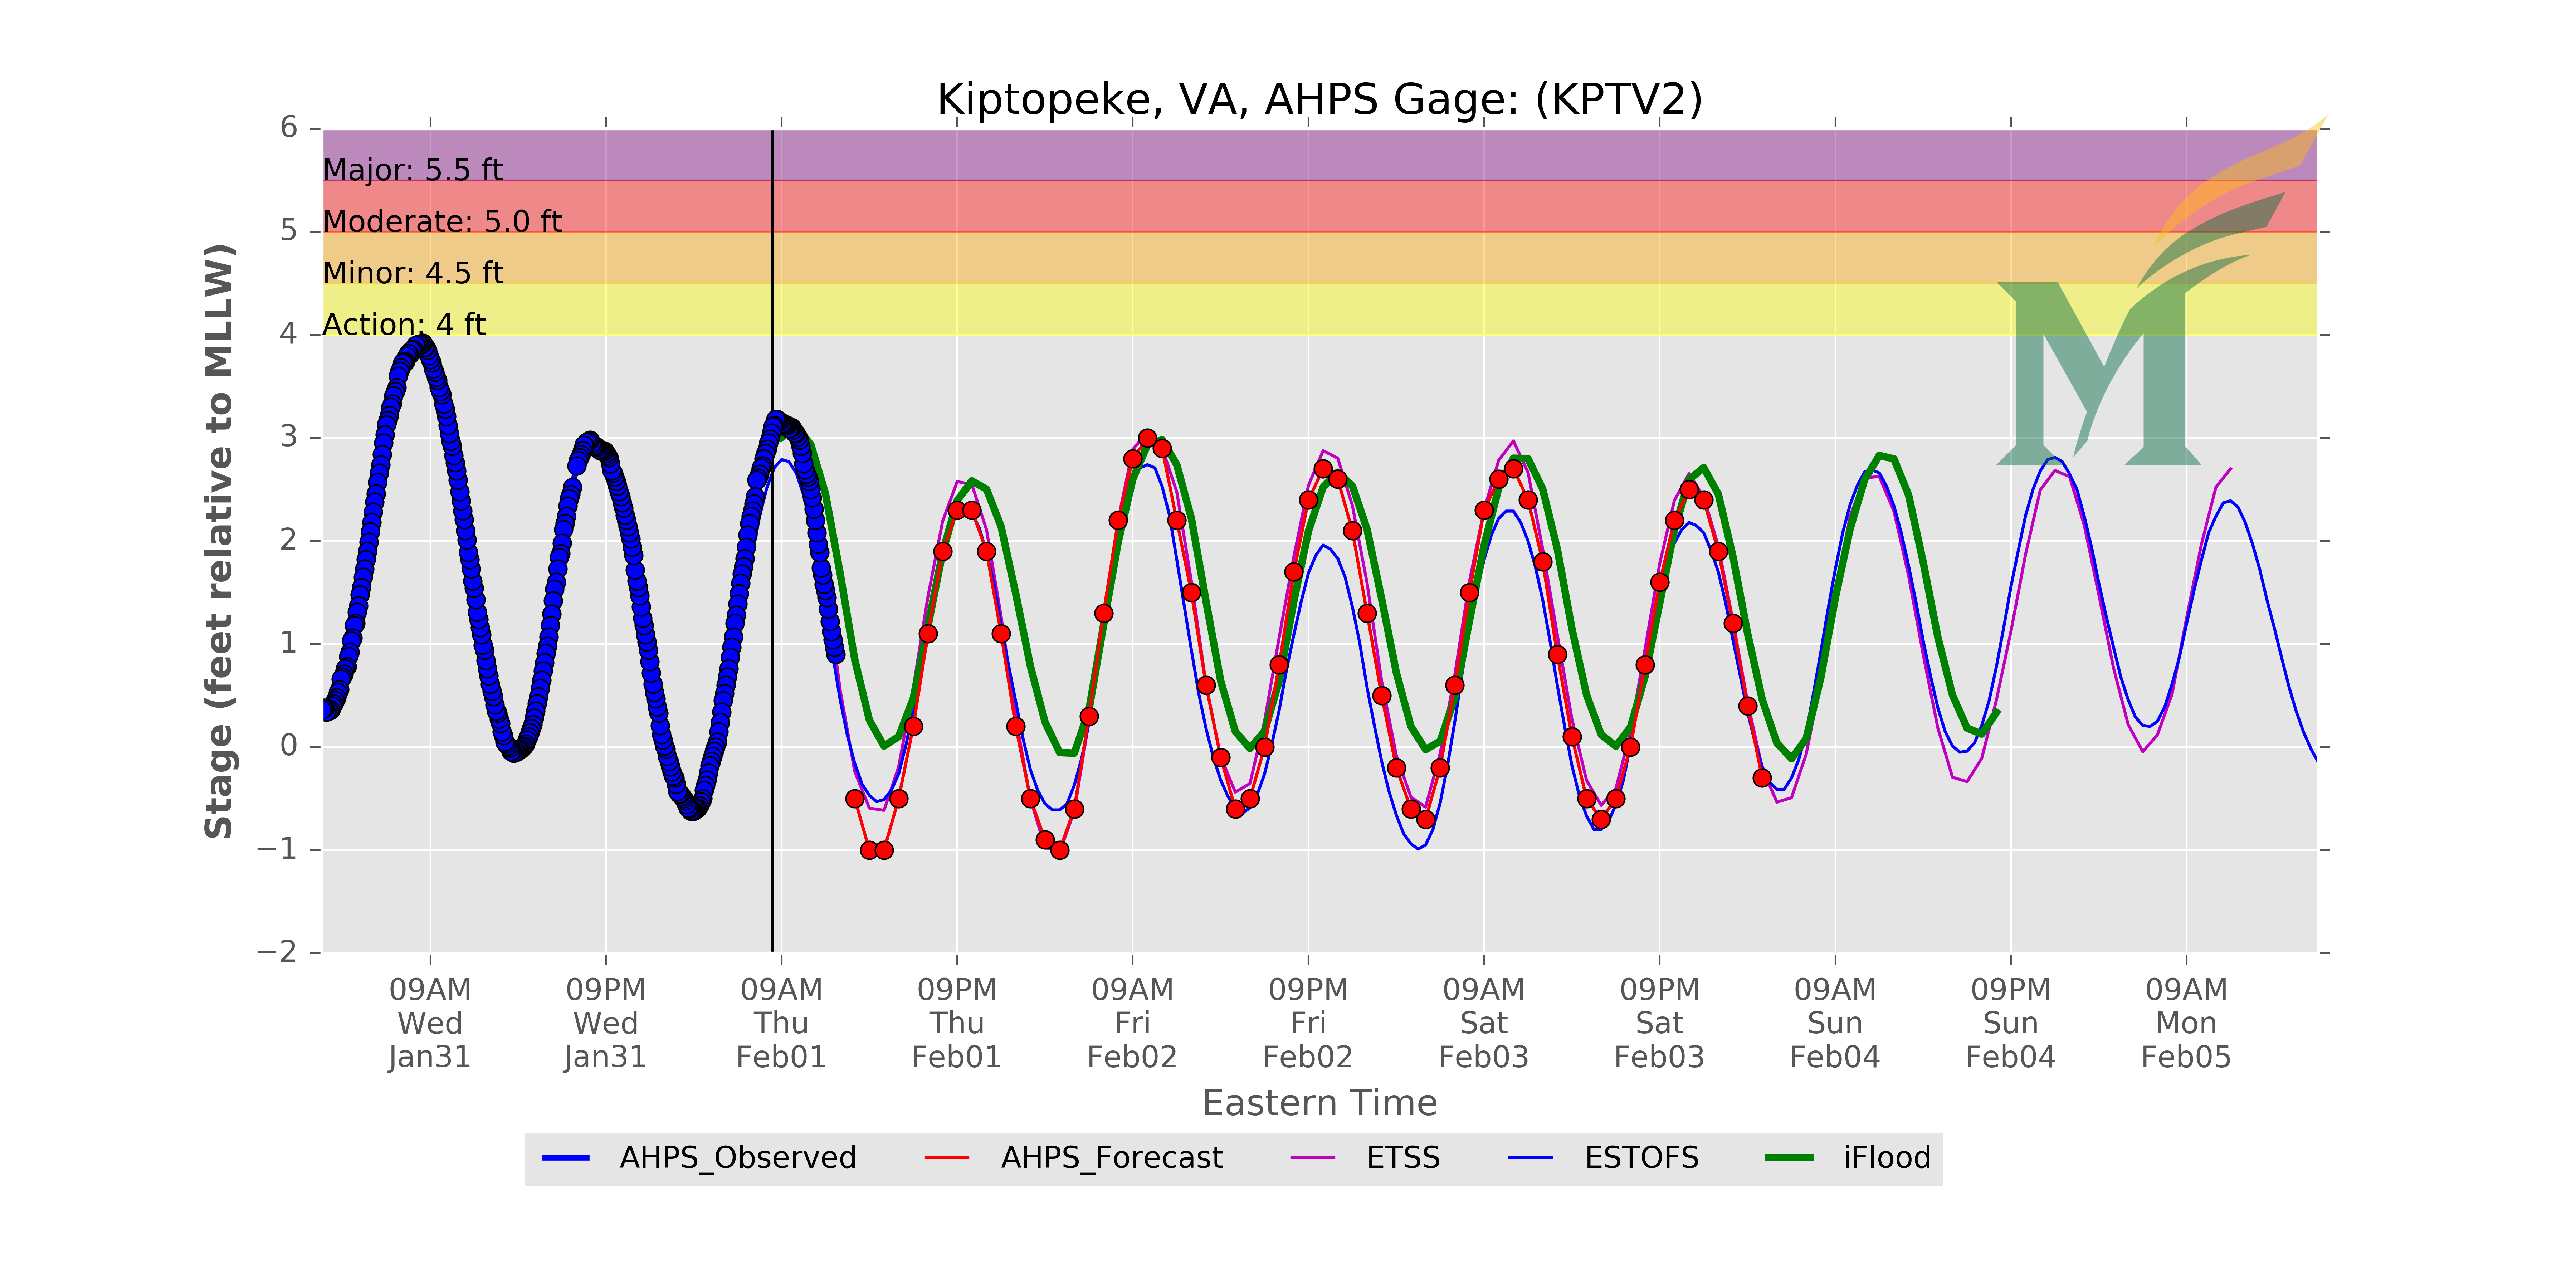 Kiptopeke, VA, AHPS Gage: (KPTV2)
6
5
4
3
2
1
0
−1
−2
Stage (feet relative to MLLW)
Major: 5.5 ft
Moderate: 5.0 ft
Minor: 4.5 ft
Action: 4 ft
M
09AM 09PM 09AM 09PM 09AM 09PM 09AM 09PM 09AM 09PM 09AM
Wed Wed Thu Thu Fri Fri Sat Sat Sun Sun Mon
Jan31 Jan31 Feb01 Feb01 Feb02 Feb02 Feb03 Feb03 Feb04 Feb04 Feb05
Eastern Time
AHPS_Observed AHPS_Forecast ETSS ESTOFS iFlood